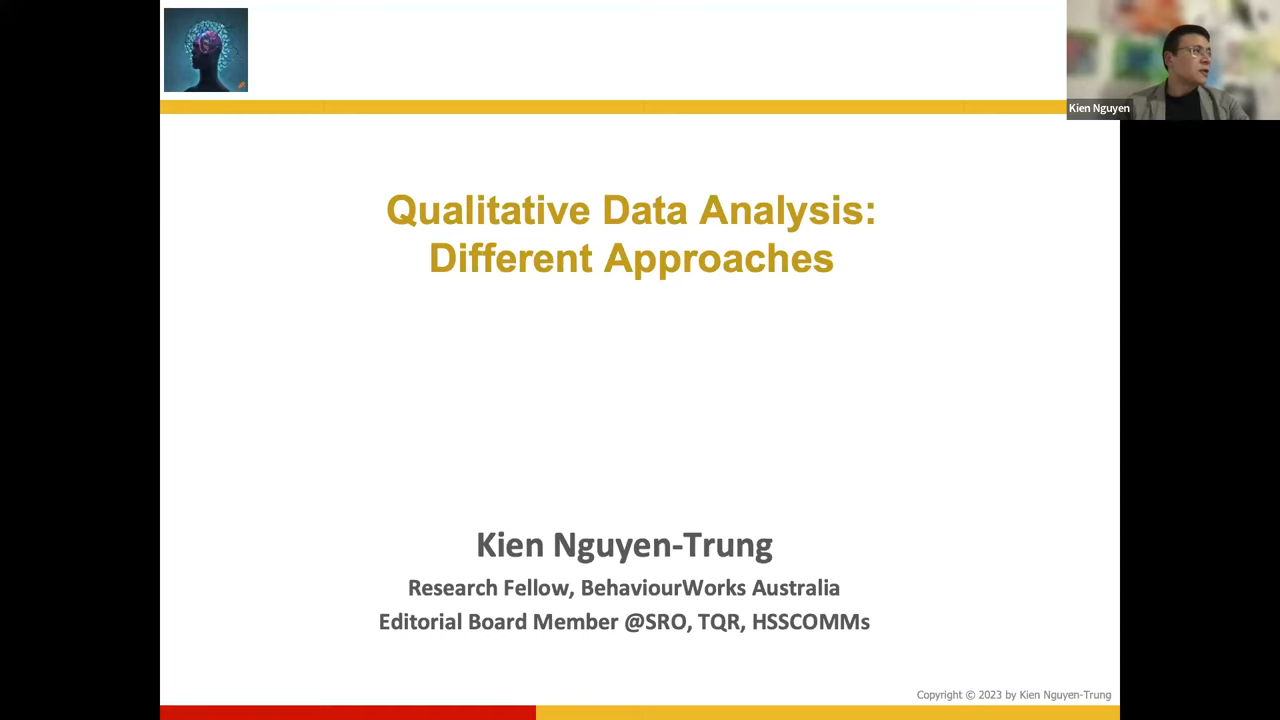 Kien Nguyen
Qualitative Data Analysis:
Different Approaches
Kien Nguyen-Trung
Research Fellow, BehaviourWorks Australia
Editorial Board Member @SRO, TQR, HSSCOMMs
Copyright © 2023 by Kien Nguyen-Trung